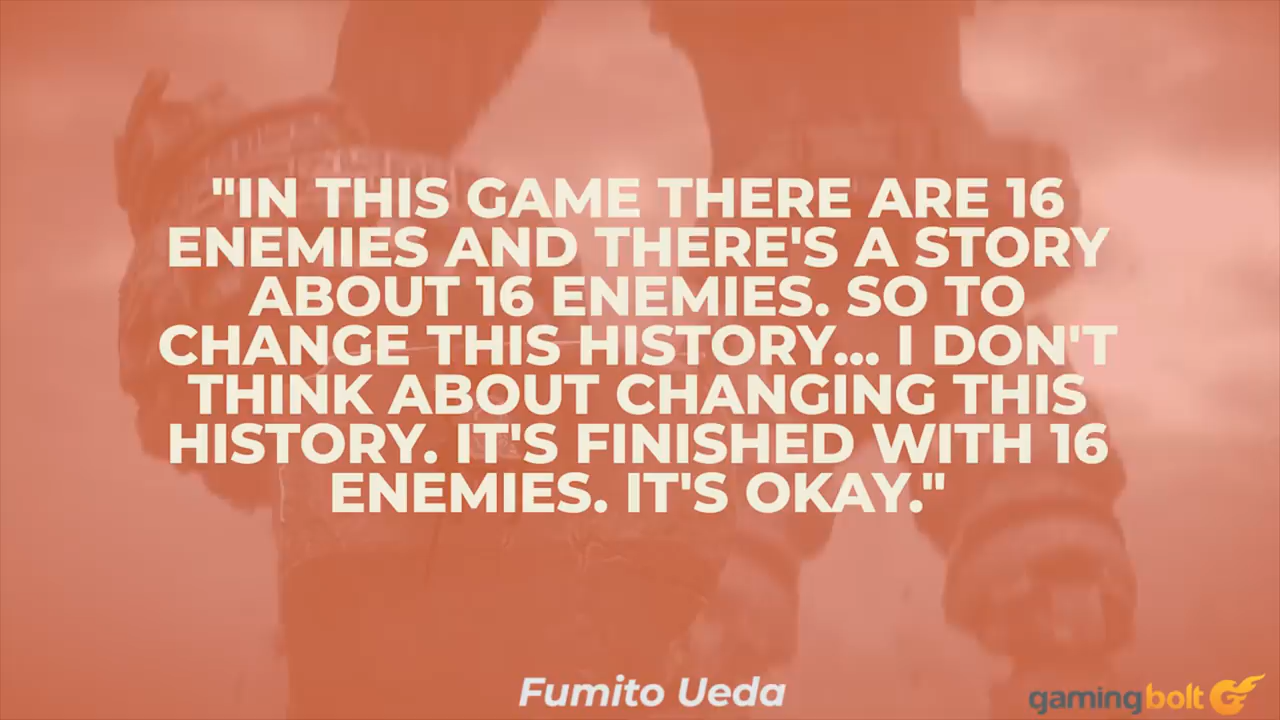 "IN THIS GAME THERE ARE 16
ENEMIES AND THERE'S A STORY
ABOUT 16 ENEMIES. SO TO
CHANGE THIS HISTORY... I DON'T
THINK ABOUT CHANGING THIS
HISTORY. IT'S FINISHED WITH 16
ENEMIES. IT'S OKAY."
Fumito Ueda
gamingbolt